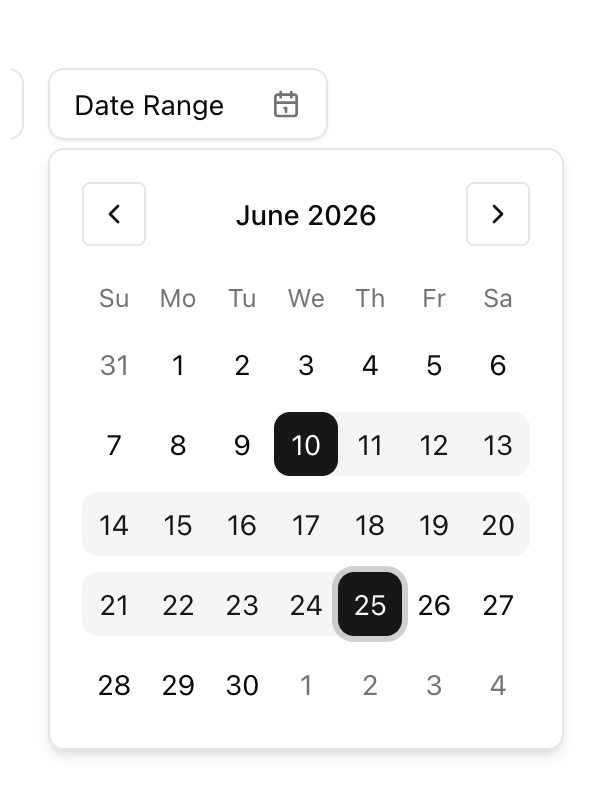 Date Range
June 2026
Su Mo Tu We Th Fr Sa
31 1 2 3 4 5 6
7 8 9 10 11 12 13
14 15 16 17 18 19 20
21 22 23 24 25 26 27
28 29 30 1 2 3 4